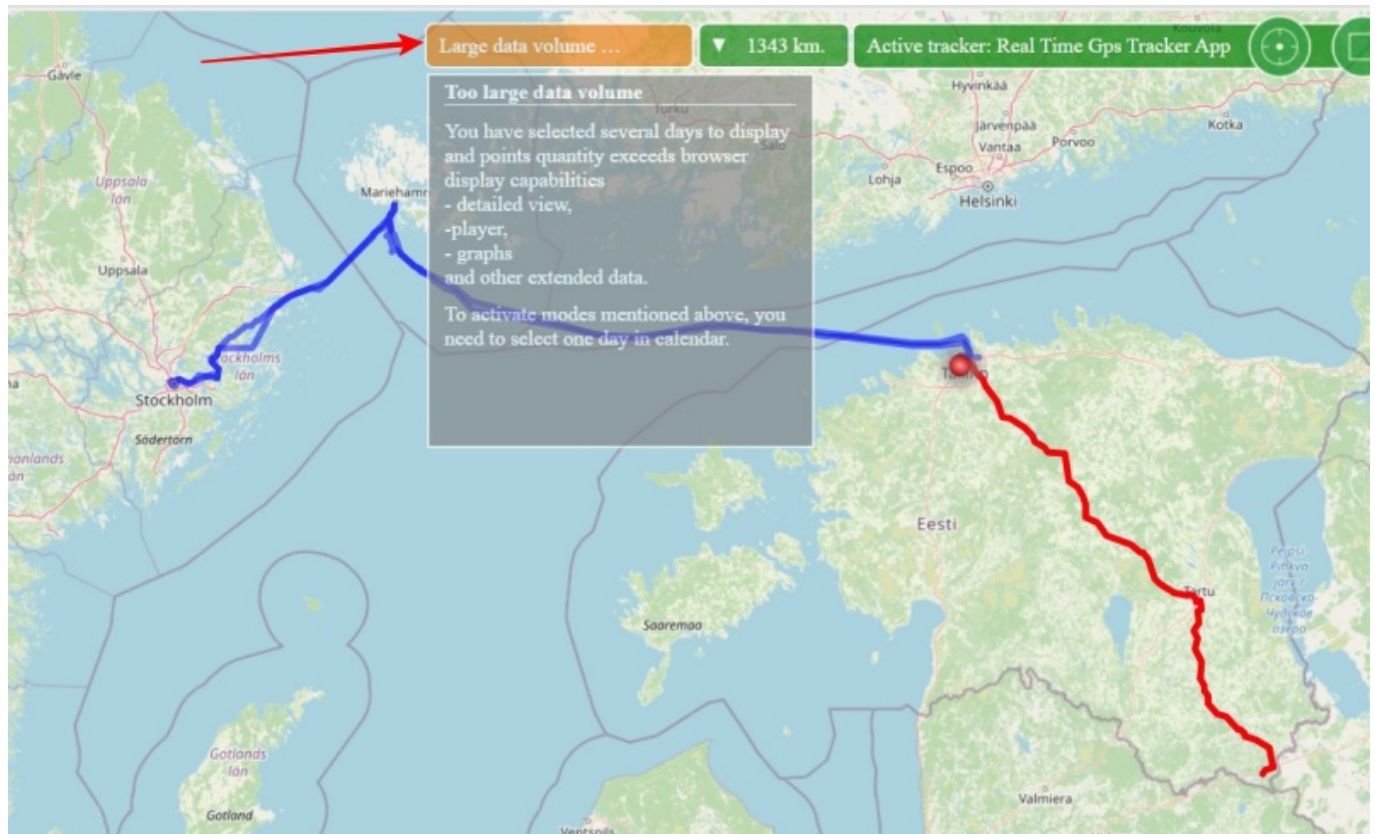 Large data volume ...
▼ 1343 km.
Active tracker: Real Time Gps Tracker App
Too large data volume
You have selected several days to display
and points quantity exceeds browser
display capabilities
- detailed view,
-player,
- graphs
and other extended data.
To activate modes mentioned above, you
need to select one day in calendar.
Kouvola
Gävle
Hyvinkää
Turku
Järvenpää
Kotka
Vantaa
Porvoo
Salo
Espoo
Lohja
Helsinki
Uppsala
län
Mariehamn
Uppsala
ockholms
län
Stockholm
Södertörn
Eesti
Peipsi
Pihkva
järv /
Псковско-
Чудское
озеро
Tartu
Saaremaa
Gotlands
län
Gotland
Valmiera
Ventspils